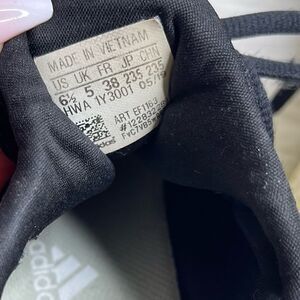 MADE IN VIETNAM
US UK FR JP CHN
6½ 5 38 235 235
HWA 1Y3001 05/19
ART EF1163
adidas